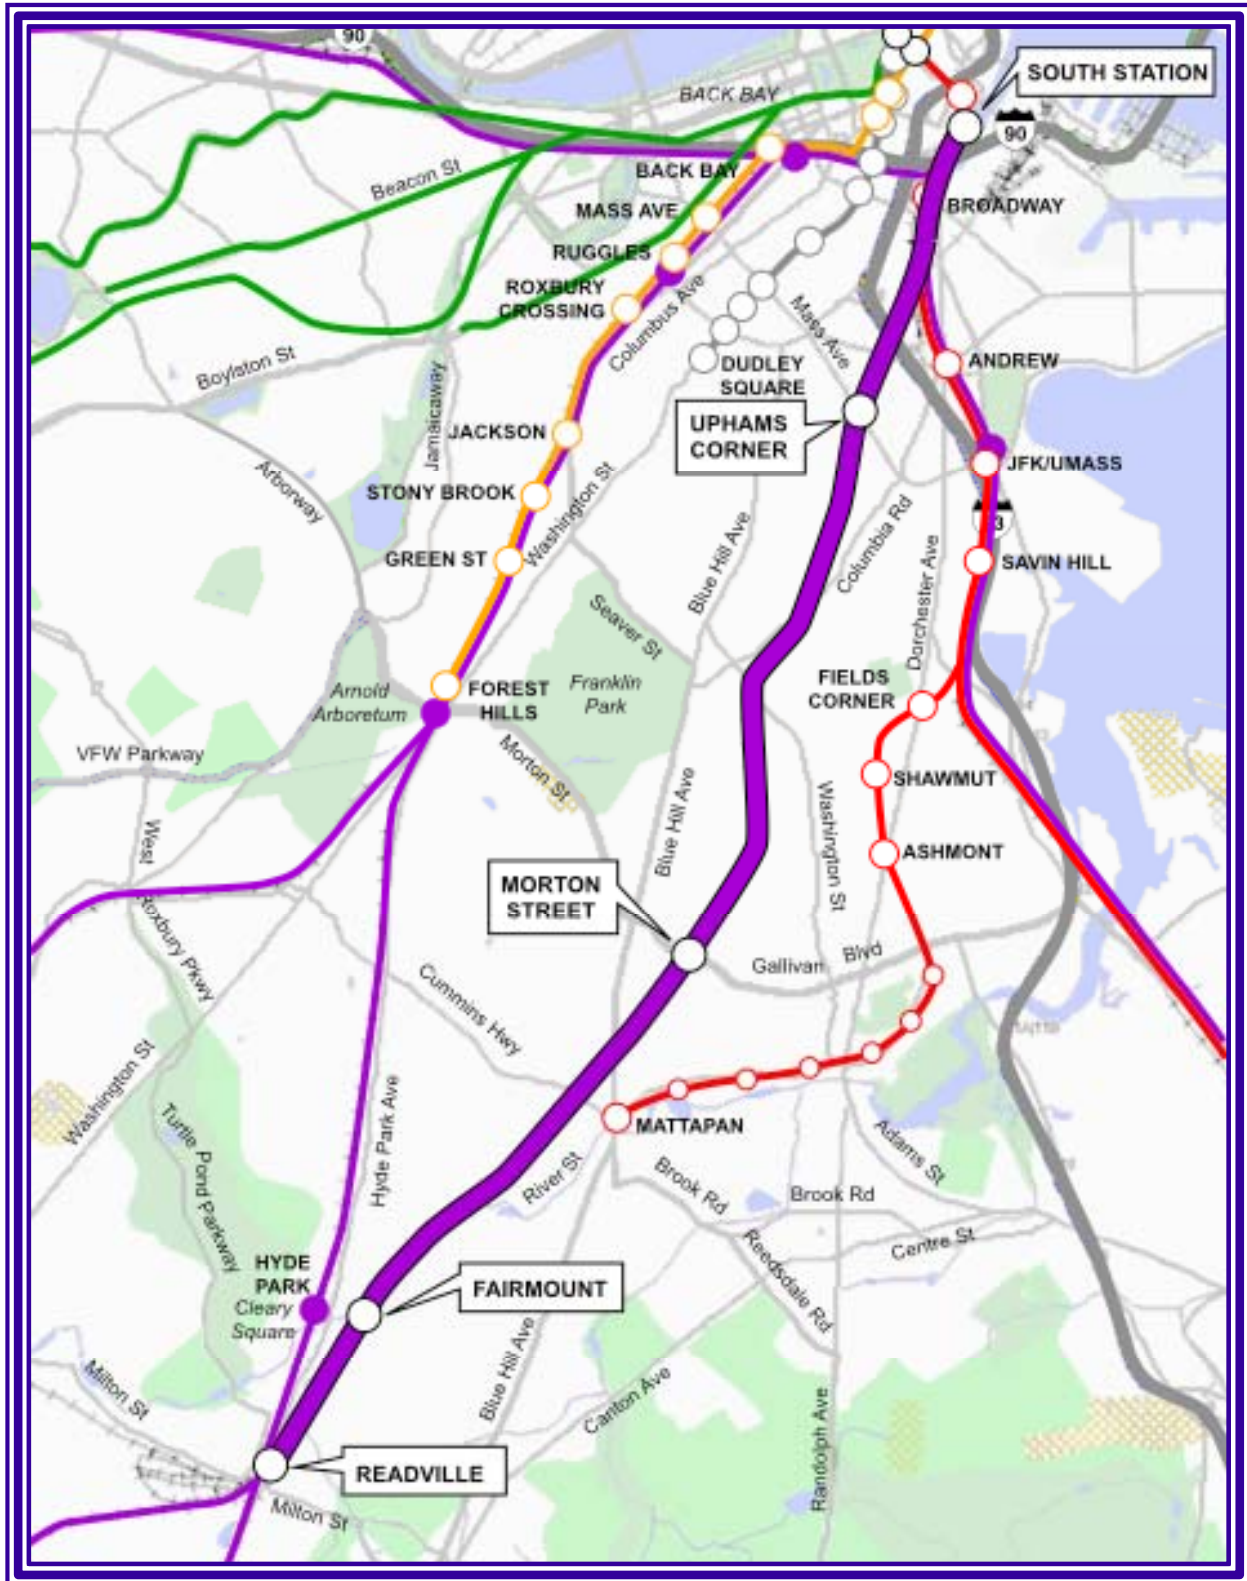 90
SOUTH STATION
BACK BAY
90
BACK BAY
Beacon St
MASS AVE
BROADWAY
RUGGLES
ROXBURY
CROSSING
Columbus Ave
Mass Ave
Boylston St
DUDLEY
SQUARE
ANDREW
Jamaicaway
UPHAMS
CORNER
JACKSON
JFK/UMASS
Arborway
STONY BROOK
Washington St
3
Columbia Rd
GREEN ST
Blue Hill Ave
SAVIN HILL
Dorchester Ave
Seaver St
FIELDS
CORNER
Arnold
Arboretum
FOREST
HILLS
Franklin
Park
VFW Parkway
Morton St
SHAWMUT
West
Roxbury Pkwy
Blue Hill Ave
Washington St
ASHMONT
MORTON
STREET
Gallivan Blvd
Cummins Hwy
Washington St
Hyde Park Ave
MATTAPAN
Turtle Pond Parkway
River St
Adams St
Brook Rd
Brook Rd
Reedsdale Rd
Centre St
HYDE
PARK
Cleary
Square
FAIRMOUNT
Milton St
Blue Hill Ave
Canton Ave
Randolph Ave
READVILLE
Milton St